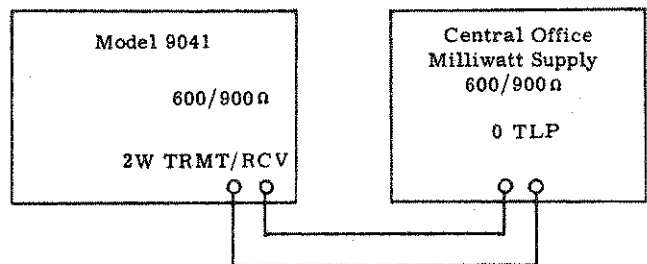 Model 9041
600/900Ω
2W TRMT/RCV
Central Office
Milliwatt Supply
600/900Ω
0 TLP